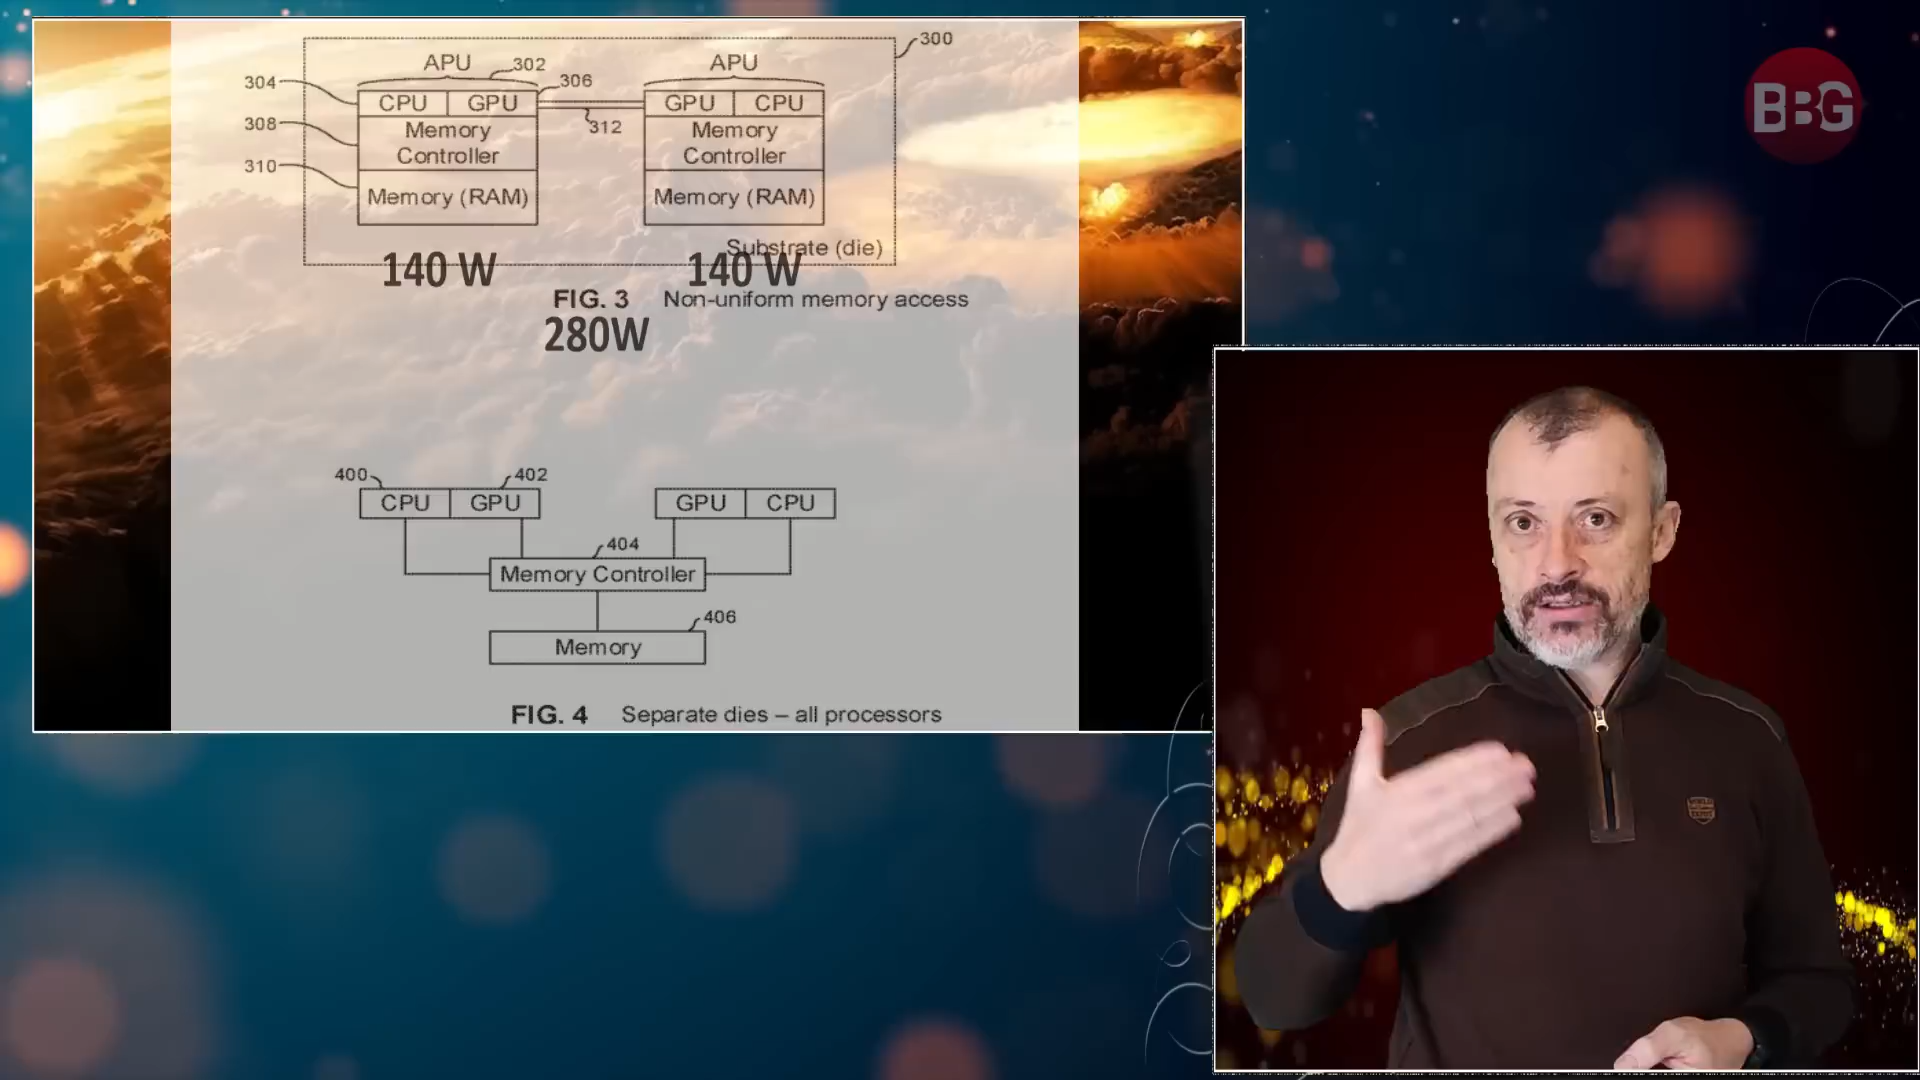 BBG
300
APU
302
APU
304
306
CPU
GPU
GPU
CPU
308
312
Memory
Controller
Memory
Controller
310
Memory (RAM)
Memory (RAM)
Substrate (die)
140 W
140 W
FIG. 3 Non-uniform memory access
280W
400
402
CPU
GPU
GPU
CPU
404
Memory Controller
406
Memory
FIG. 4 Separate dies – all processors